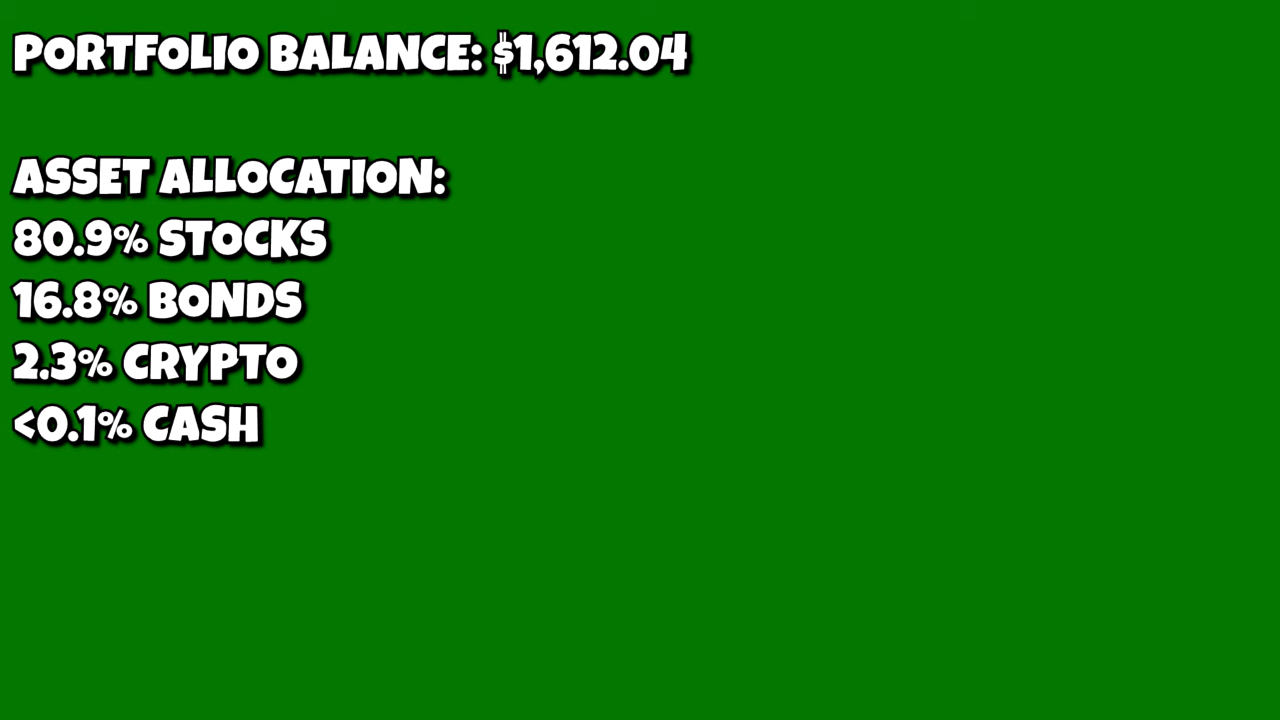 PORTFOLIO BALANCE: $1,612.04
ASSET ALLOCATION:
80.9% STOCKS
16.8% BONDS
2.3% CRYPTO
<0.1% CASH